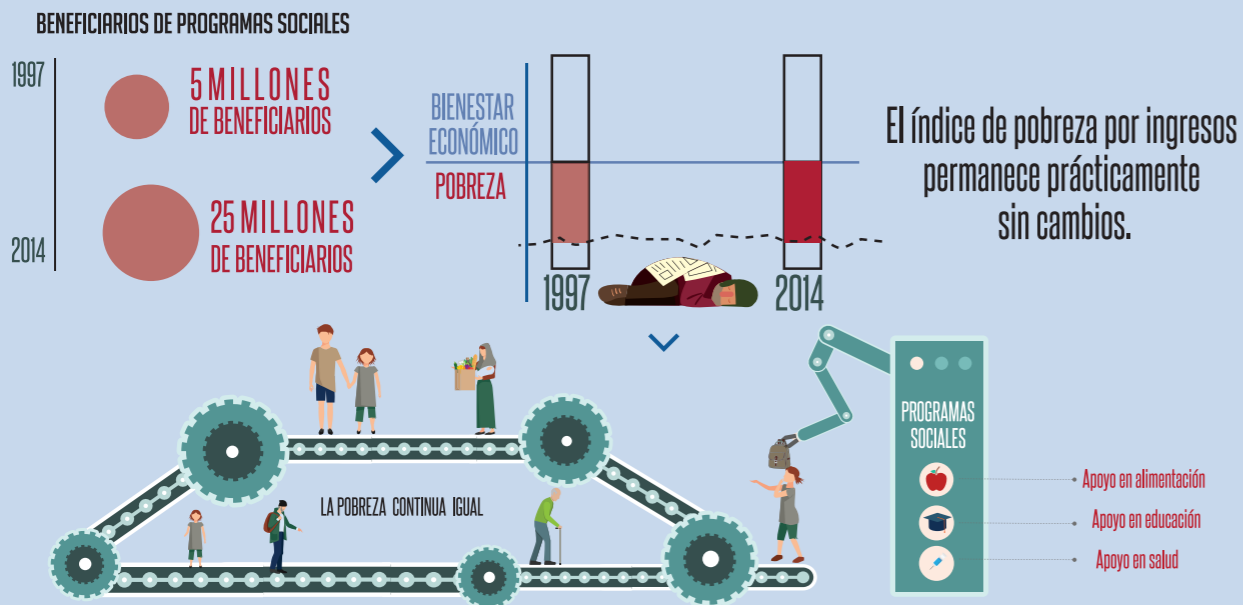 BENEFICIARIOS DE PROGRAMAS SOCIALES
1997
5 MILLONES
DE BENEFICIARIOS
25 MILLONES
DE BENEFICIARIOS
2014
BIENESTAR
ECONÓMICO
POBREZA
1997
2014
El índice de pobreza por ingresos
permanece prácticamente
sin cambios.
LA POBREZA CONTINUA IGUAL
PROGRAMAS
SOCIALES
Apoyo en alimentación
Apoyo en educación
Apoyo en salud